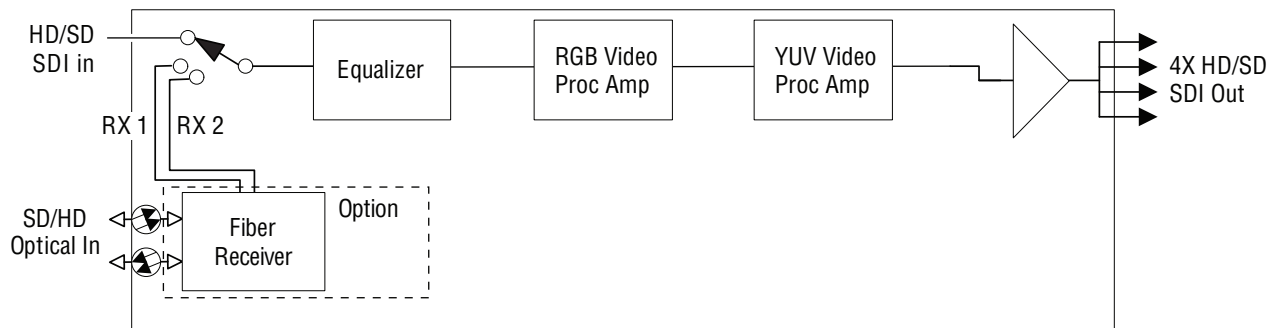 HD/SD
SDI in
Equalizer
RGB Video
Proc Amp
YUV Video
Proc Amp
4X HD/SD
SDI Out
RX 1
RX 2
SD/HD
Optical In
Fiber
Receiver
Option